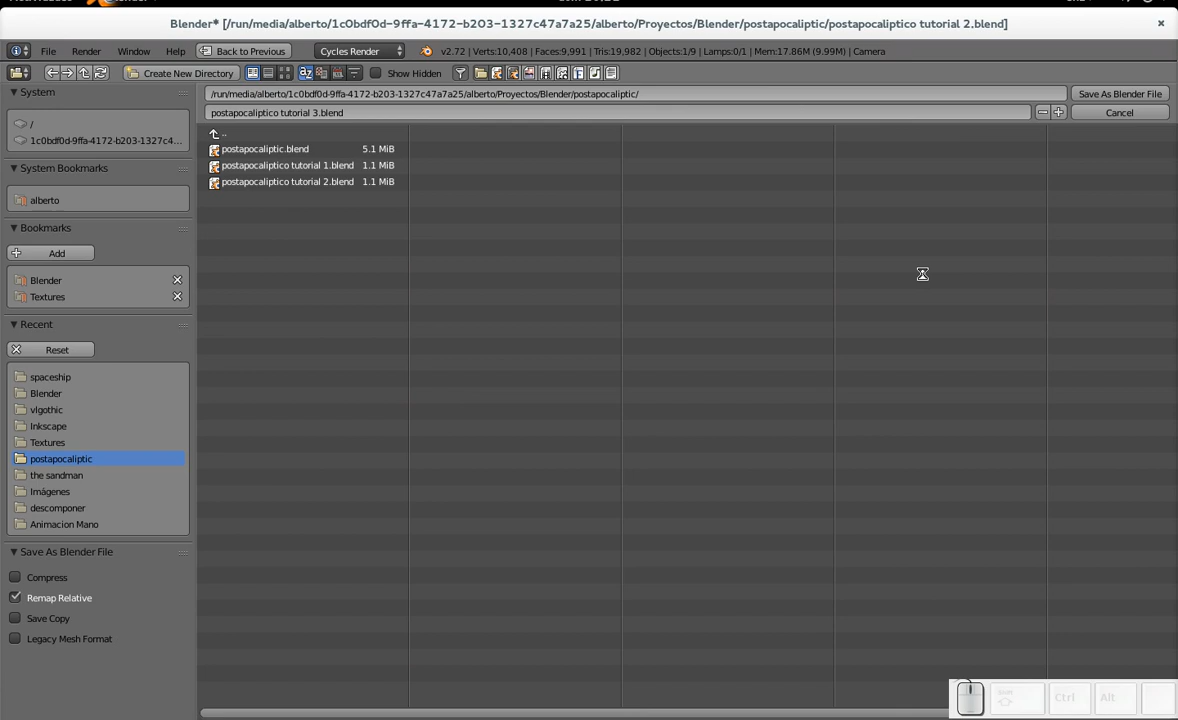 Blender* [/run/media/alberto/1c0bdf0d-9ffa-4172-b203-1327c47a7a25/alberto/Proyectos/Blender/postapocaliptic/postapocaliptico tutorial 2.blend]
File Render Window Help Back to Previous Cycles Render v2.72 | Verts:10,408 | Faces:9,991 | Tris:19,982 | Objects:1/9 | Lamps:0/1 | Mem:17.86M (9.99M) | Camera
Create New Directory Show Hidden
System
/run/media/alberto/1c0bdf0d-9ffa-4172-b203-1327c47a7a25/alberto/Proyectos/Blender/postapocaliptic/ Save As Blender File
postapocaliptico tutorial 3.blend Cancel
/
1c0bdf0d-9ffa-4172-b203-1327c4...
..
postapocaliptic.blend 5.1 MiB
postapocaliptico tutorial 1.blend 1.1 MiB
postapocaliptico tutorial 2.blend 1.1 MiB
System Bookmarks
alberto
Bookmarks
Add
Blender
Textures
Recent
Reset
spaceship
Blender
vlgothic
Inkscape
Textures
postapocaliptic
the sandman
Imágenes
descomponer
Animacion Mano
Save As Blender File
Compress
Remap Relative
Save Copy
Legacy Mesh Format
Ctrl Alt